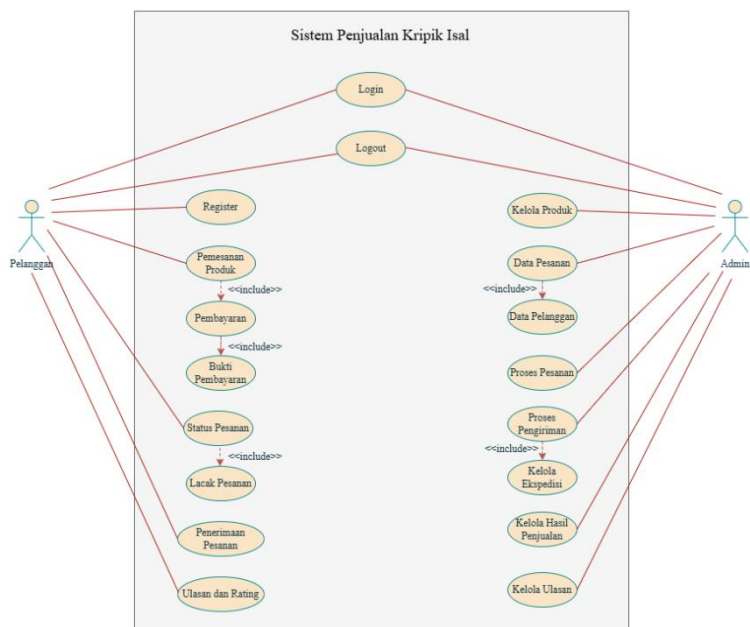 Sistem Penjualan Kripik Isal
Login
Logout
Register
Kelola Produk
Pelanggan
Admin
Pemesanan
Produk
Data Pesanan
<<include>>
<<include>>
Pembayaran
Data Pelanggan
<<include>>
Bukti
Pembayaran
Proses Pesanan
Status Pesanan
Proses
Pengiriman
<<include>>
<<include>>
Lacak Pesanan
Kelola
Ekspedisi
Penerimaan
Pesanan
Kelola Hasil
Penjualan
Ulasan dan Rating
Kelola Ulasan